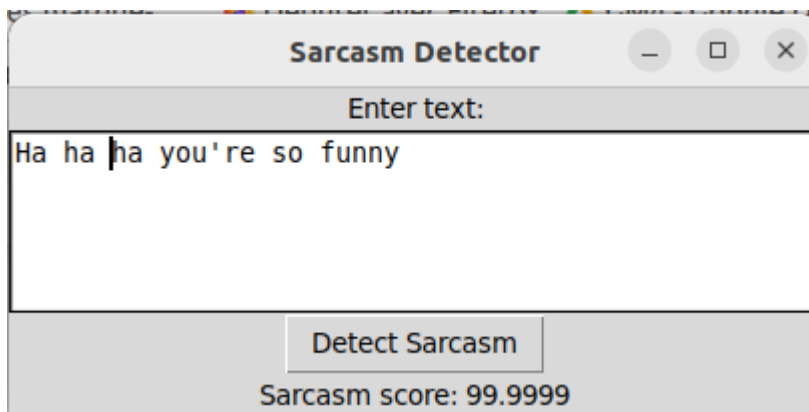 Sarcasm Detector
Enter text:
Ha ha ha you're so funny
Detect Sarcasm
Sarcasm score: 99.9999